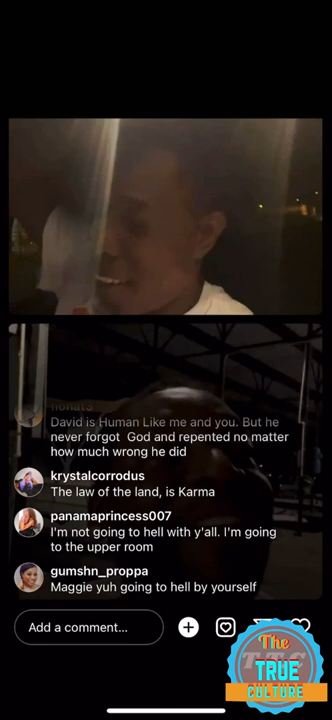 David is Human Like me and you. But he
never forgot God and repented no matter
how much wrong he did
krystalcorrodus
The law of the land, is Karma
panamaprincess007
I'm not going to hell with y'all. I'm going
to the upper room
gumshn_proppa
Maggie yuh going to hell by yourself
Add a comment...
The
T.T.C
TRUE
CULTURE